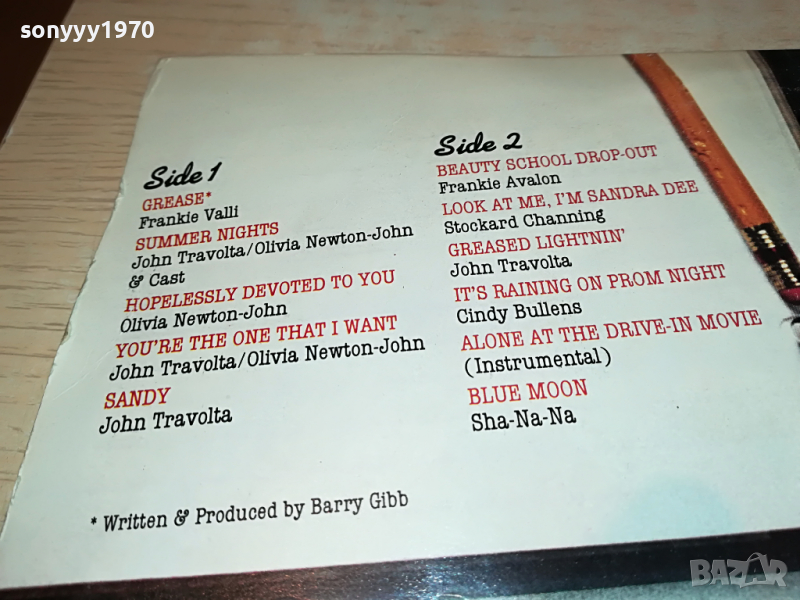 sonyyy1970
Side 1
GREASE*
Frankie Valli
SUMMER NIGHTS
John Travolta/Olivia Newton-John
& Cast
HOPELESSLY DEVOTED TO YOU
Olivia Newton-John
YOU'RE THE ONE THAT I WANT
John Travolta/Olivia Newton-John
SANDY
John Travolta
Side 2
BEAUTY SCHOOL DROP-OUT
Frankie Avalon
LOOK AT ME, I'M SANDRA DEE
Stockard Channing
GREASED LIGHTNIN'
John Travolta
IT'S RAINING ON PROM NIGHT
Cindy Bullens
ALONE AT THE DRIVE-IN MOVIE
(Instrumental)
BLUE MOON
Sha-Na-Na
* Written & Produced by Barry Gibb
BAZAR